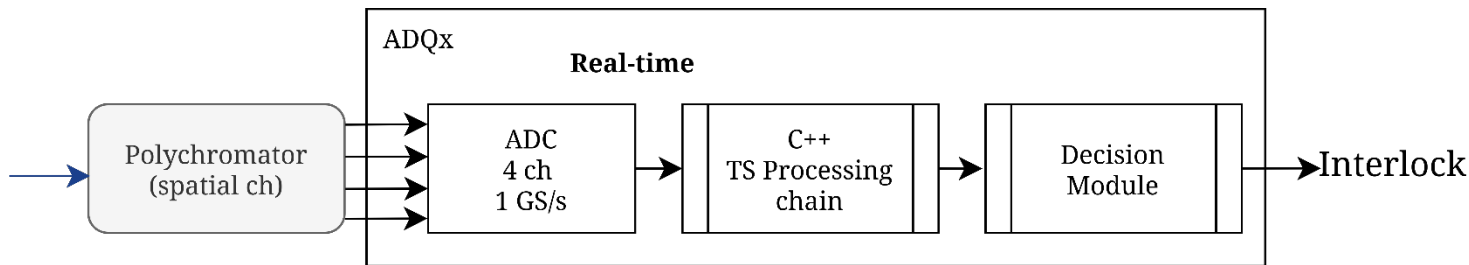 ADQx
Real-time
Polychromator
(spatial ch)
ADC
4 ch
1 GS/s
C++
TS Processing
chain
Decision
Module
Interlock